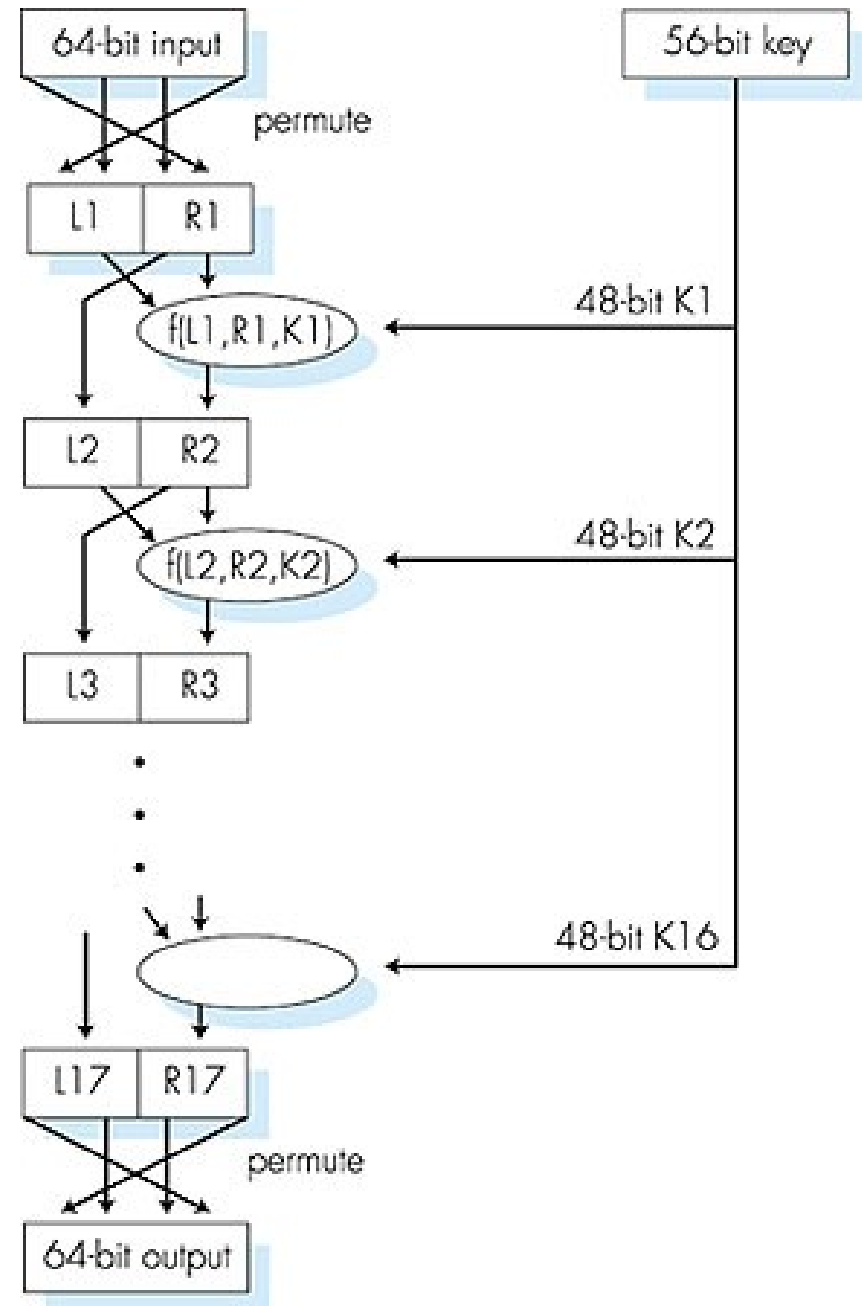 64-bit input
56-bit key
permute
L1 R1
48-bit K1
f(L1,R1,K1)
L2 R2
48-bit K2
f(L2,R2,K2)
L3 R3
48-bit K16
L17 R17
permute
64-bit output